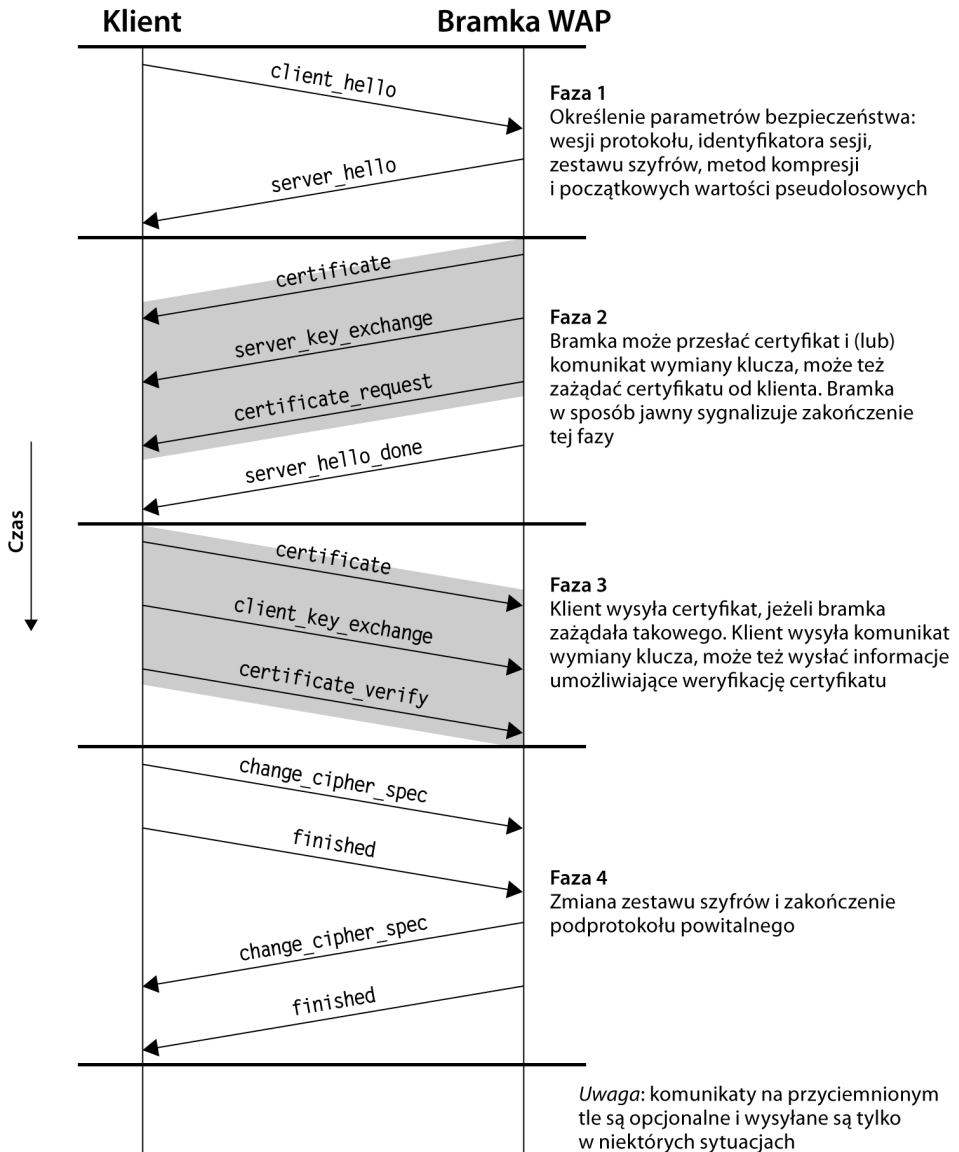 Klient
Bramka WAP
client_hello
server_hello
Faza 1
Określenie parametrów bezpieczeństwa:
wesji protokołu, identyfikatora sesji,
zestawu szyfrów, metod kompresji
i początkowych wartości pseudolosowych
certificate
server_key_exchange
certificate_request
server_hello_done
Faza 2
Bramka może przesłać certyfikat i (lub)
komunikat wymiany klucza, może też
zażądać certyfikatu od klienta. Bramka
w sposób jawny sygnalizuje zakończenie
tej fazy
Czas
certificate
client_key_exchange
certificate_verify
Faza 3
Klient wysyła certyfikat, jeżeli bramka
zażądała takowego. Klient wysyła komunikat
wymiany klucza, może też wysłać informacje
umożliwiające weryfikację certyfikatu
change_cipher_spec
finished
change_cipher_spec
finished
Faza 4
Zmiana zestawu szyfrów i zakończenie
podprotokołu powitalnego
Uwaga: komunikaty na przyciemnionym
tle są opcjonalne i wysyłane są tylko
w niektórych sytuacjach